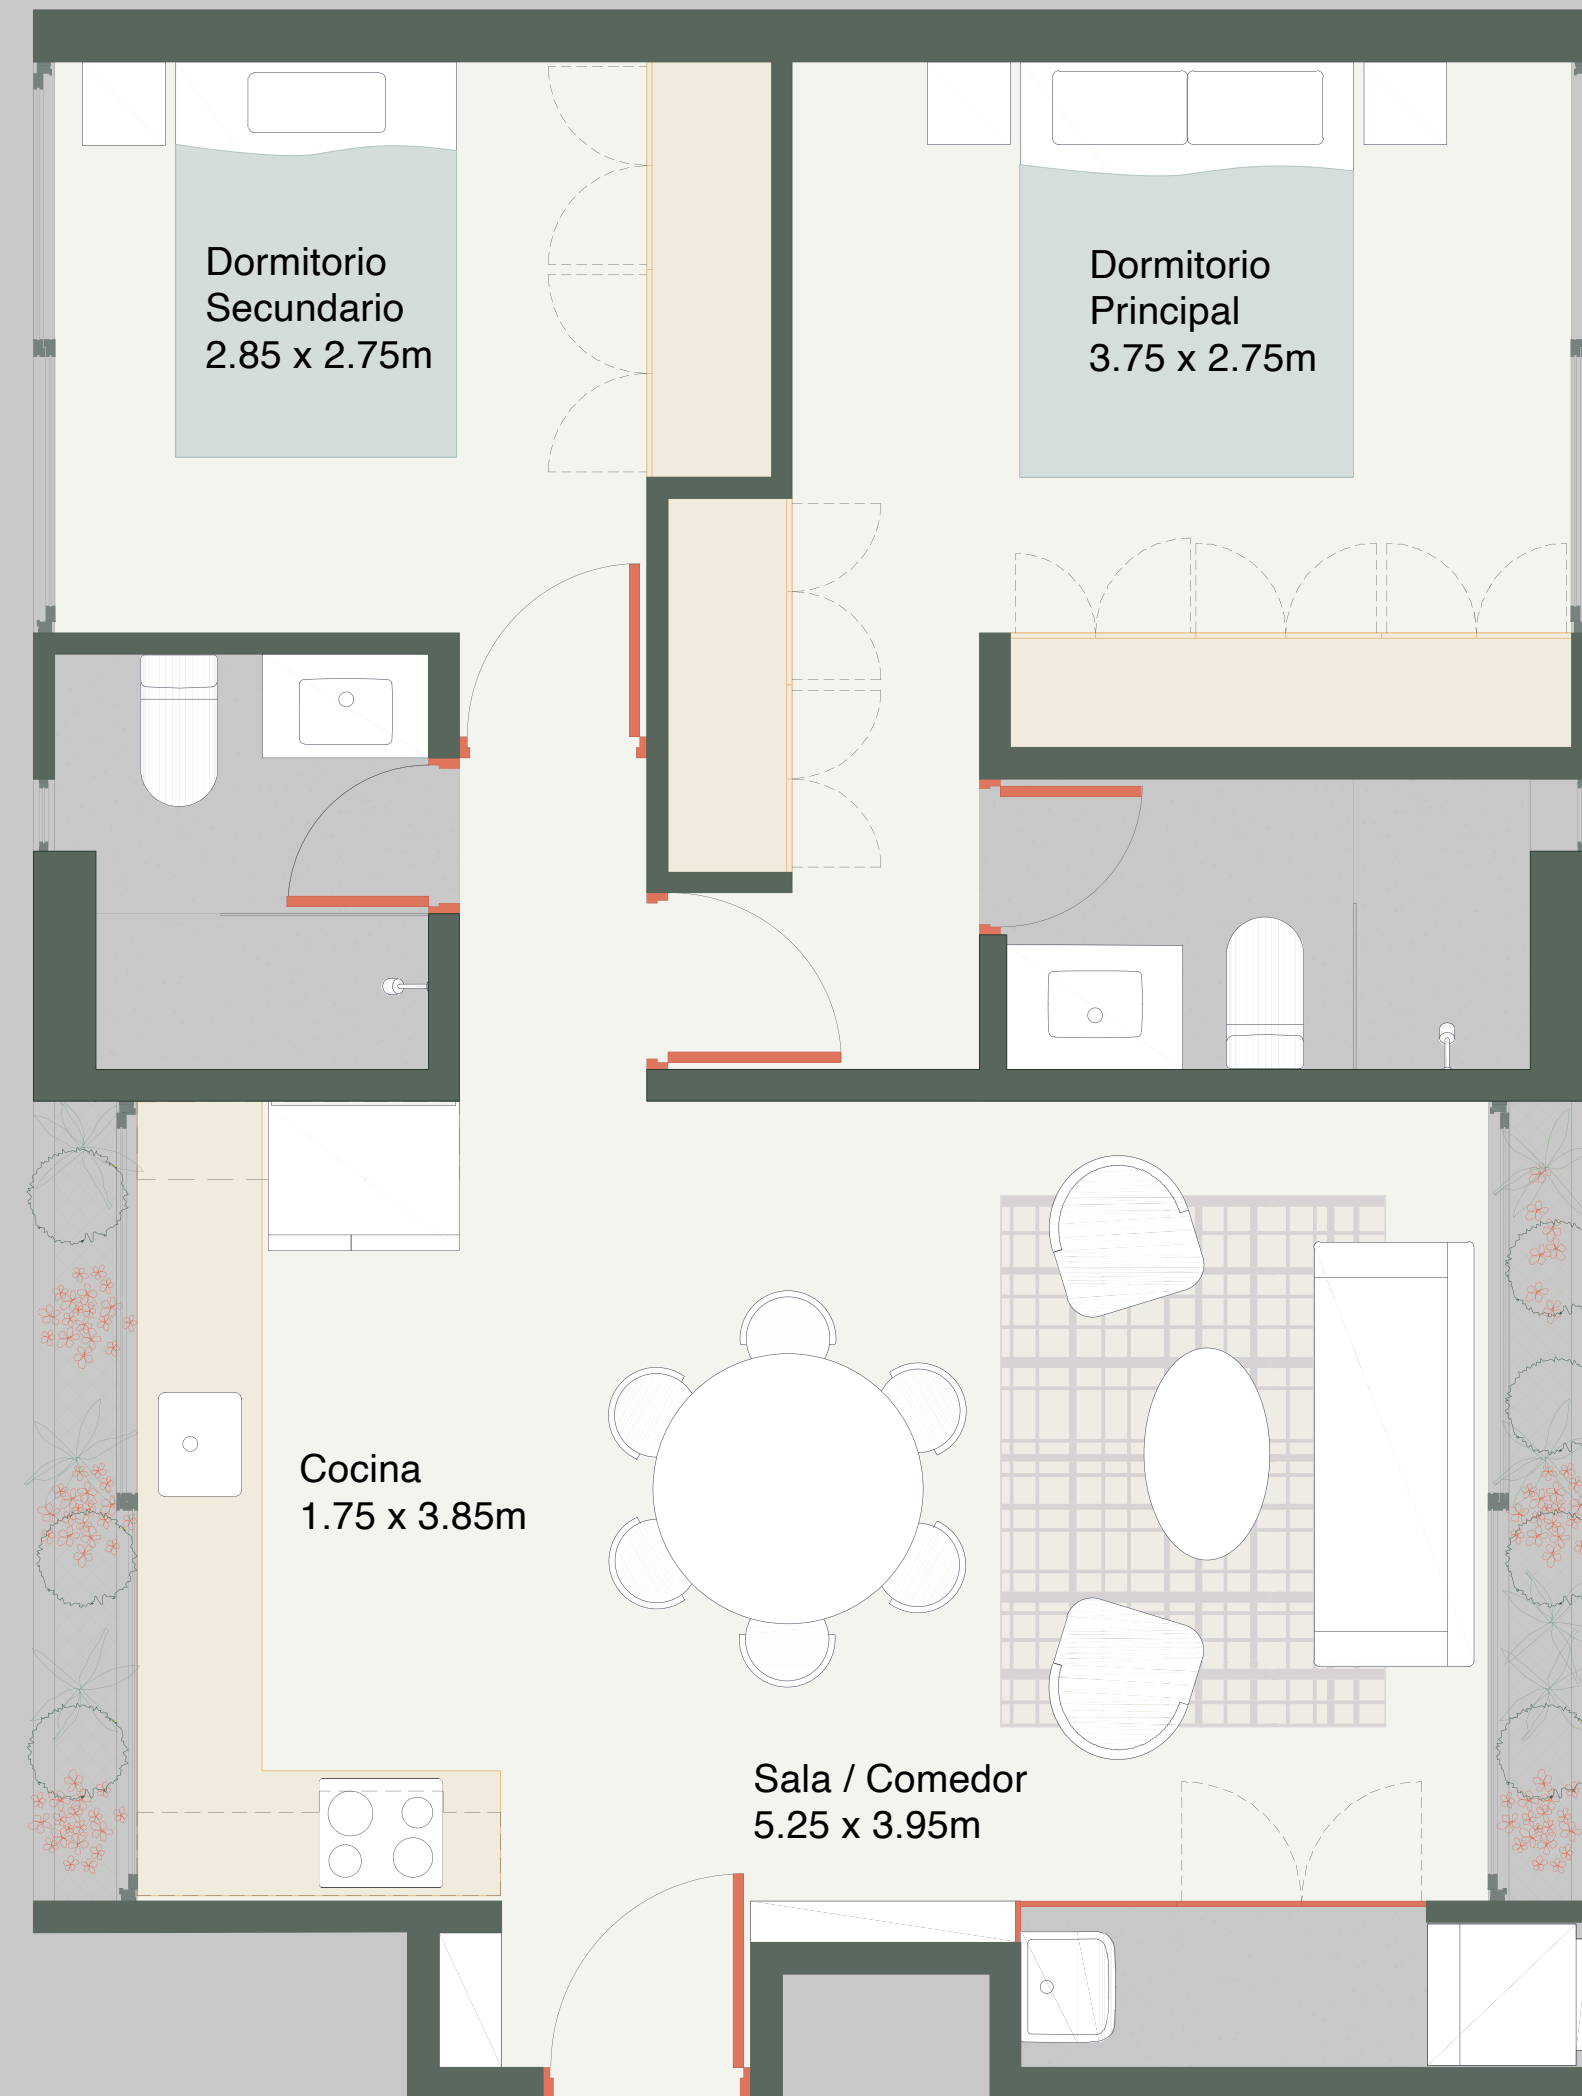 Dormitorio
Secundario
2.85 x 2.75m
Dormitorio
Principal
3.75 x 2.75m
Cocina
1.75 x 3.85m
Sala / Comedor
5.25 x 3.95m